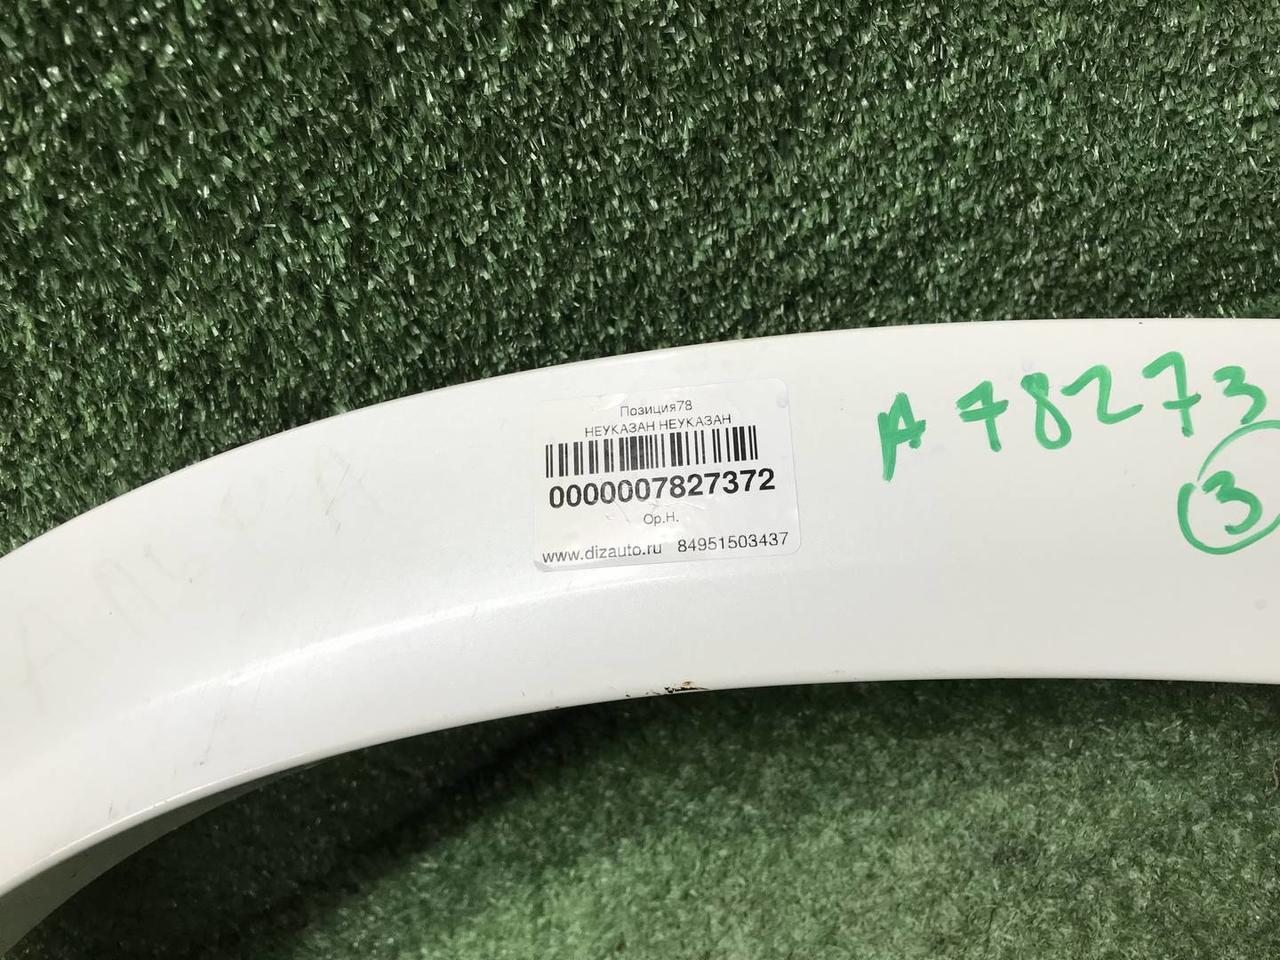 Позиция78
НЕУКАЗАН НЕУКАЗАН
0000007827372
Ор.Н.
www.dizauto.ru 84951503437
А 78273
3